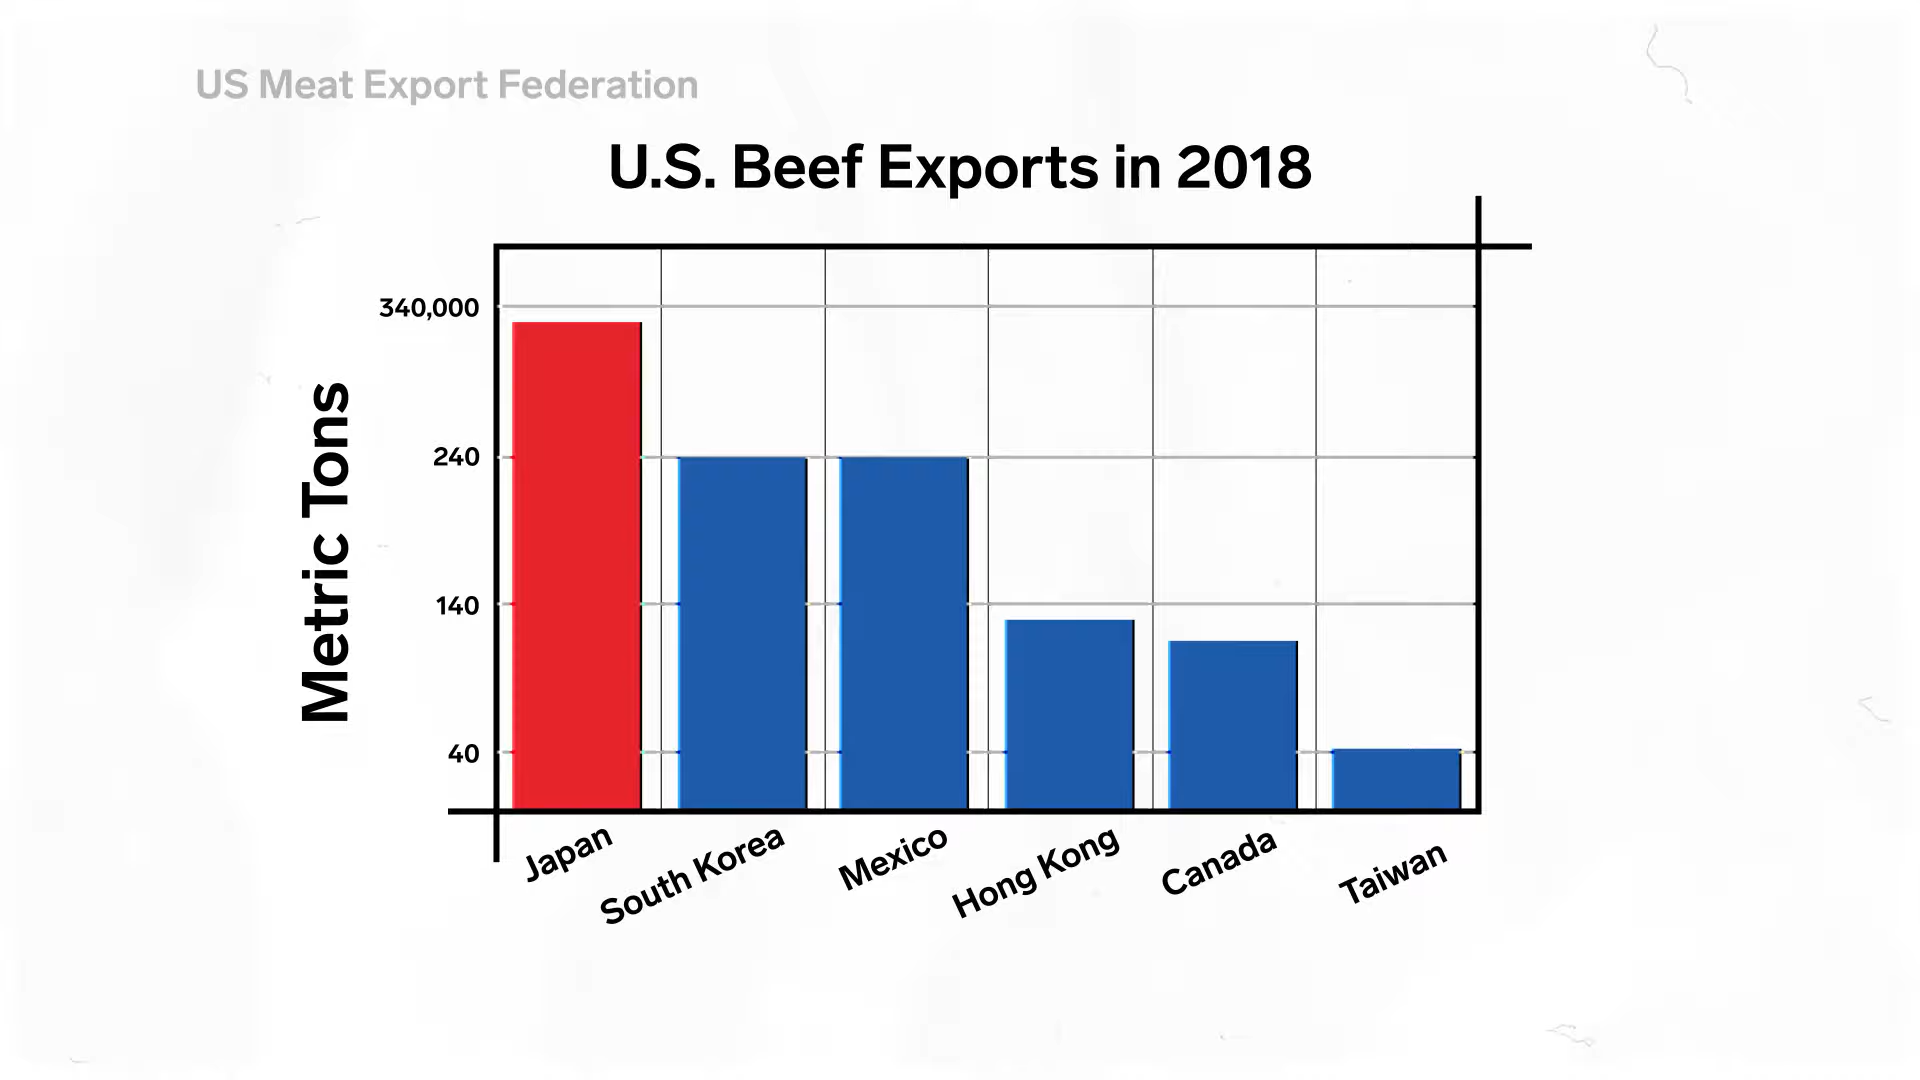 US Meat Export Federation
U.S. Beef Exports in 2018
Metric Tons
340,000
240
140
40
Japan
South Korea
Mexico
Hong Kong
Canada
Taiwan